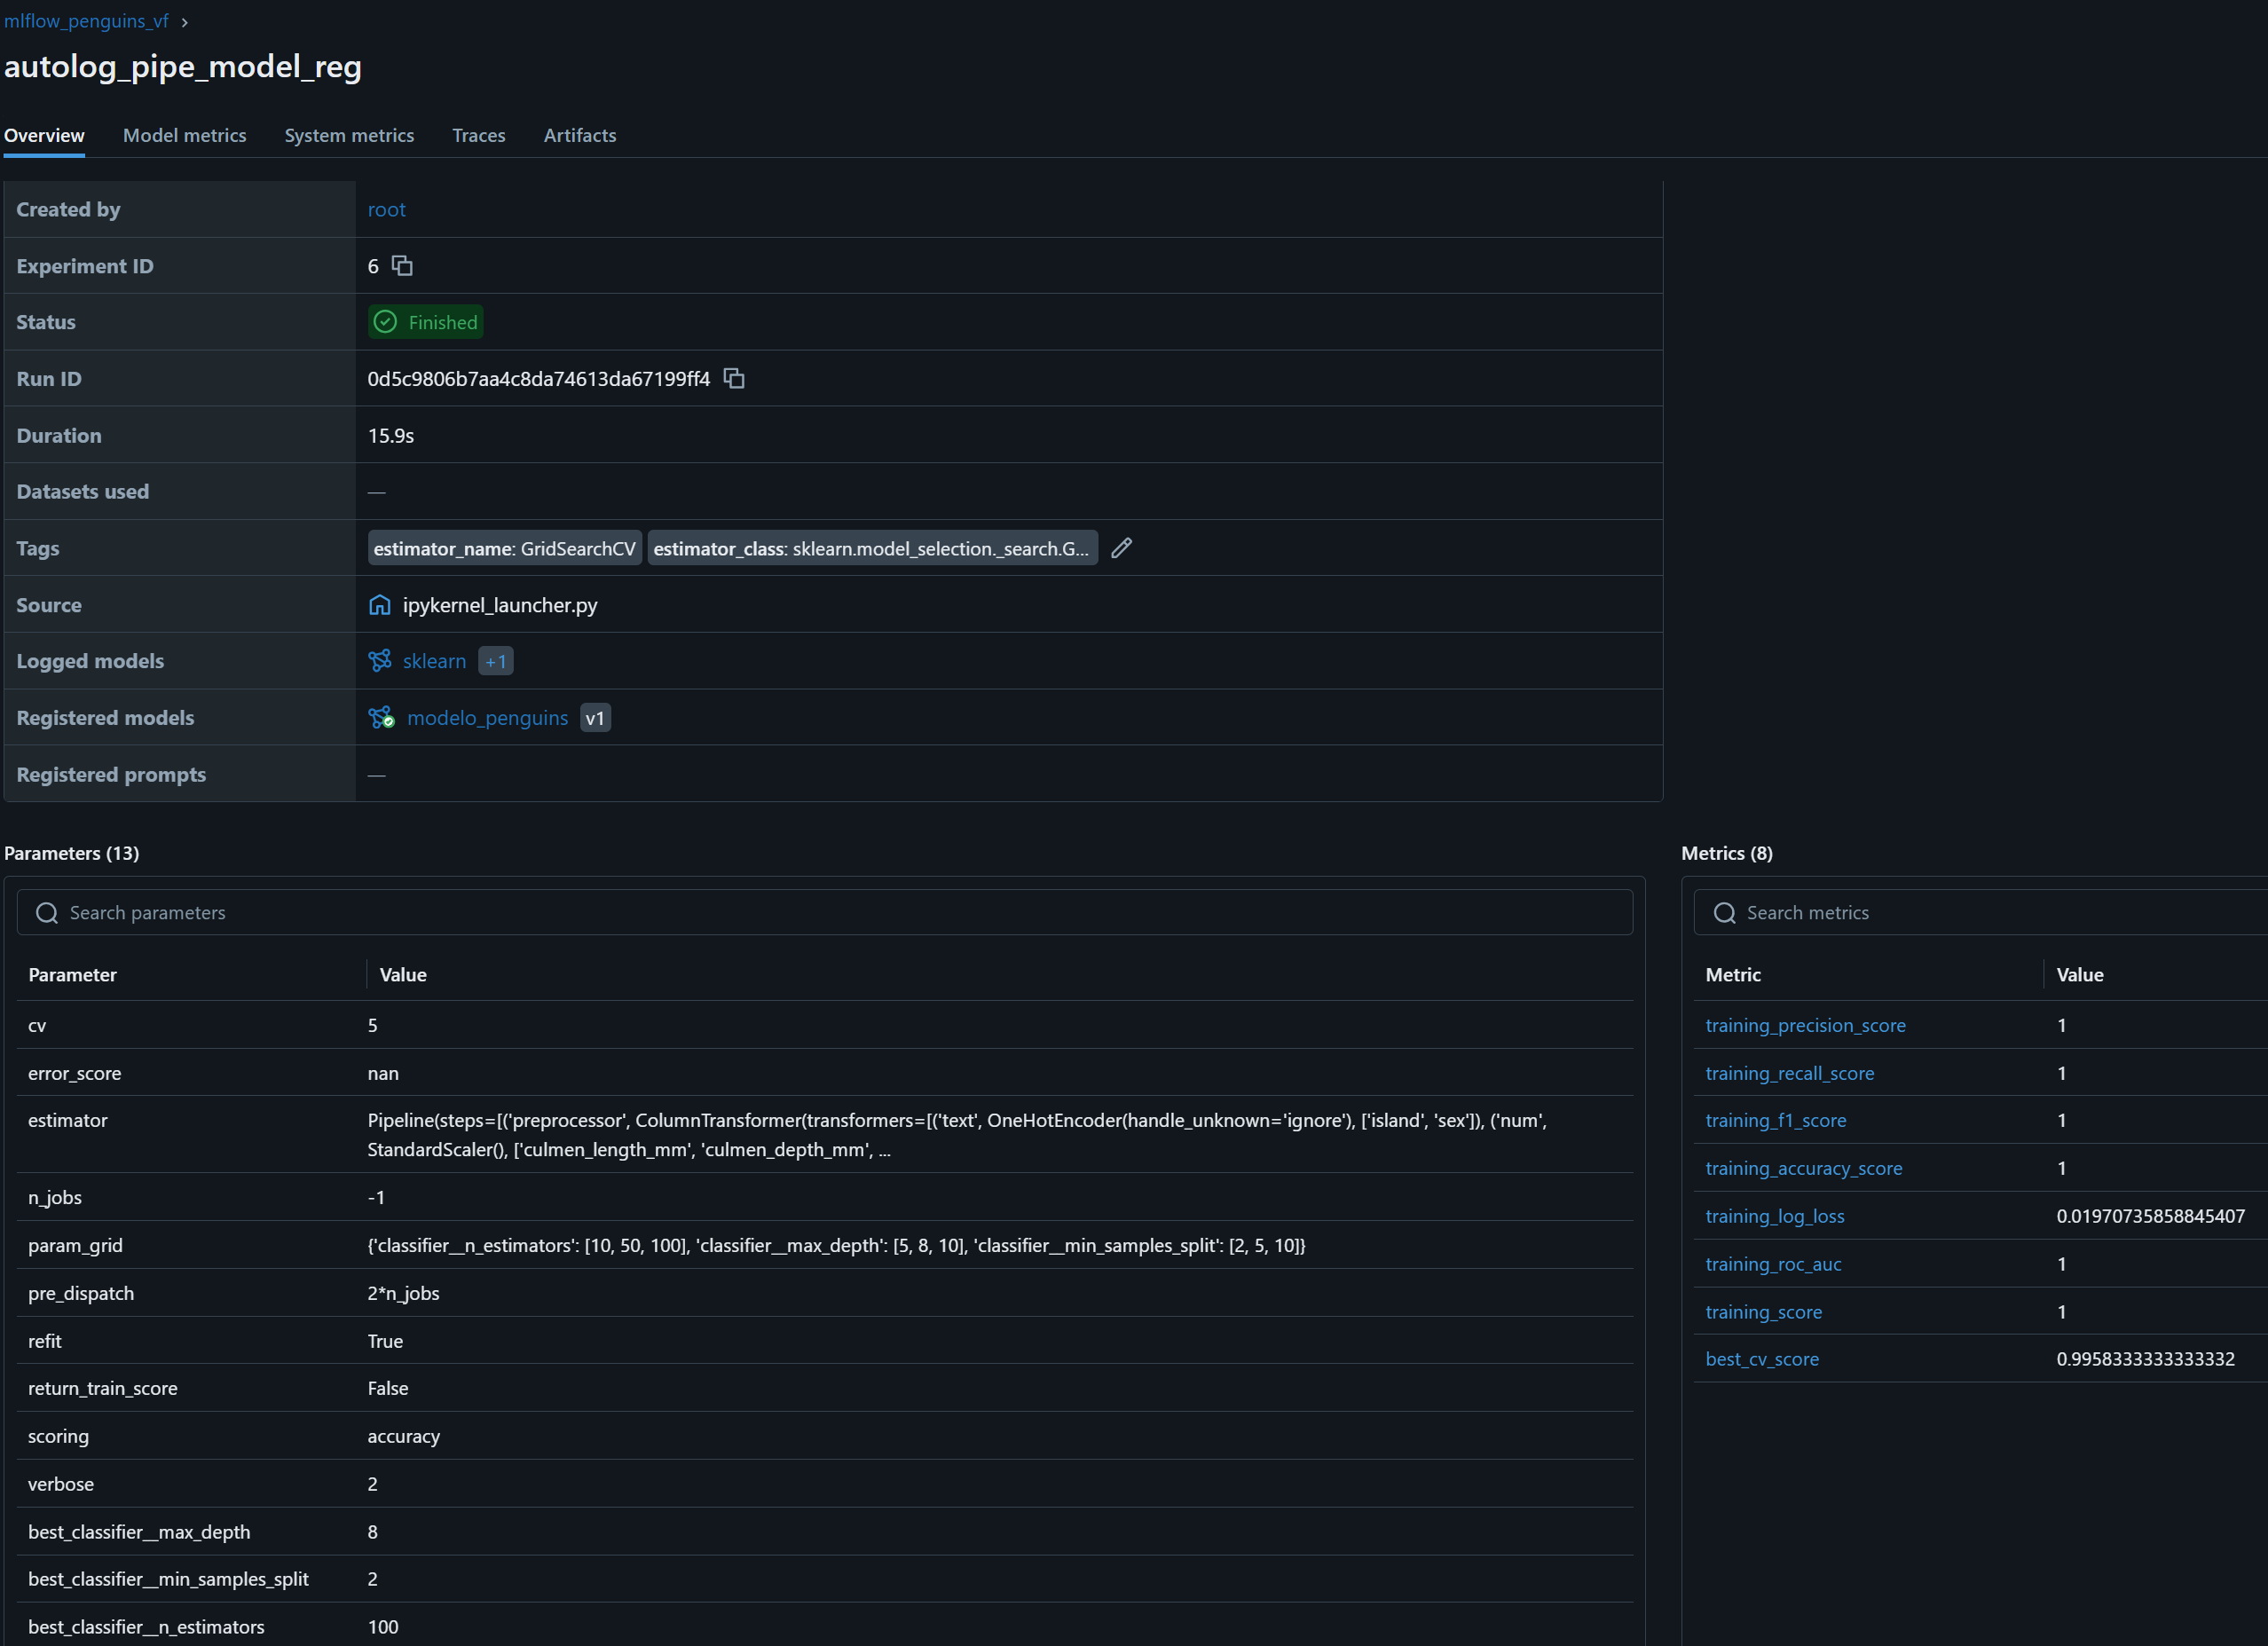 mlflow_penguins_vf >
autolog_pipe_model_reg
Overview Model metrics System metrics Traces Artifacts
Created by root
Experiment ID 6
Status Finished
Run ID 0d5c9806b7aa4c8da74613da67199ff4
Duration 15.9s
Datasets used —
Tags estimator_name: GridSearchCV estimator_class: sklearn.model_selection._search.G...
Source ipykernel_launcher.py
Logged models sklearn +1
Registered models modelo_penguins v1
Registered prompts —
Parameters (13)
Search parameters
Parameter Value
cv 5
error_score nan
estimator Pipeline(steps=[('preprocessor', ColumnTransformer(transformers=[('text', OneHotEncoder(handle_unknown='ignore'), ['island', 'sex']), ('num',
StandardScaler(), ['culmen_length_mm', 'culmen_depth_mm', ...
n_jobs -1
param_grid {'classifier__n_estimators': [10, 50, 100], 'classifier__max_depth': [5, 8, 10], 'classifier__min_samples_split': [2, 5, 10]}
pre_dispatch 2*n_jobs
refit True
return_train_score False
scoring accuracy
verbose 2
best_classifier__max_depth 8
best_classifier__min_samples_split 2
best_classifier__n_estimators 100
Metrics (8)
Search metrics
Metric Value
training_precision_score 1
training_recall_score 1
training_f1_score 1
training_accuracy_score 1
training_log_loss 0.01970735858845407
training_roc_auc 1
training_score 1
best_cv_score 0.9958333333333332